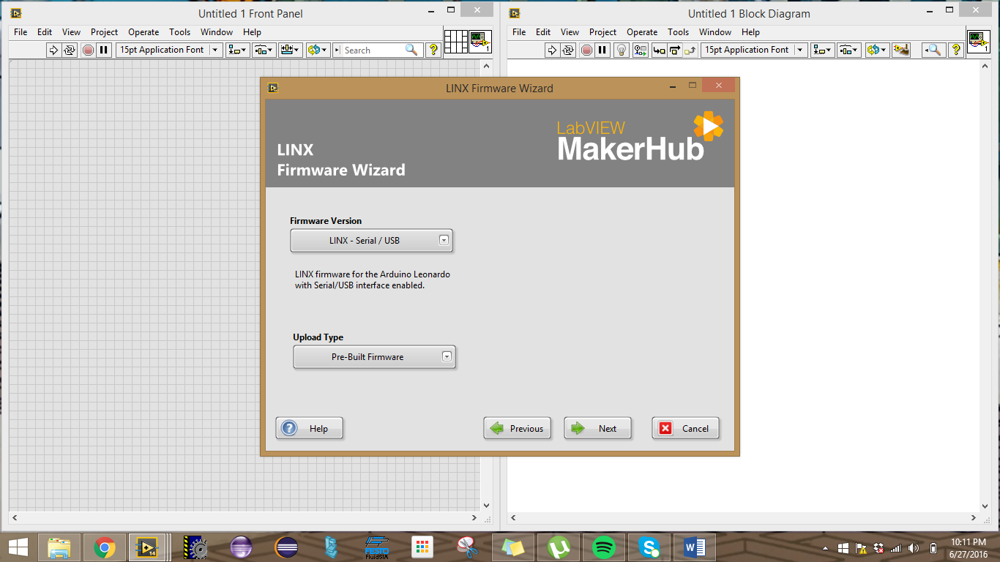 Untitled 1 Front Panel
File Edit View Project Operate Tools Window Help
15pt Application Font
Search
1
Untitled 1 Block Diagram
File Edit View Project Operate Tools Window Help
15pt Application Font
1
LINX Firmware Wizard
LabVIEW
MakerHub
LINX
Firmware Wizard
Firmware Version
LINX - Serial / USB
LINX firmware for the Arduino Leonardo
with Serial/USB interface enabled.
Upload Type
Pre-Built Firmware
Help Previous Next Cancel
14
FESTO
FluidSIM
10:11 PM
6/27/2016